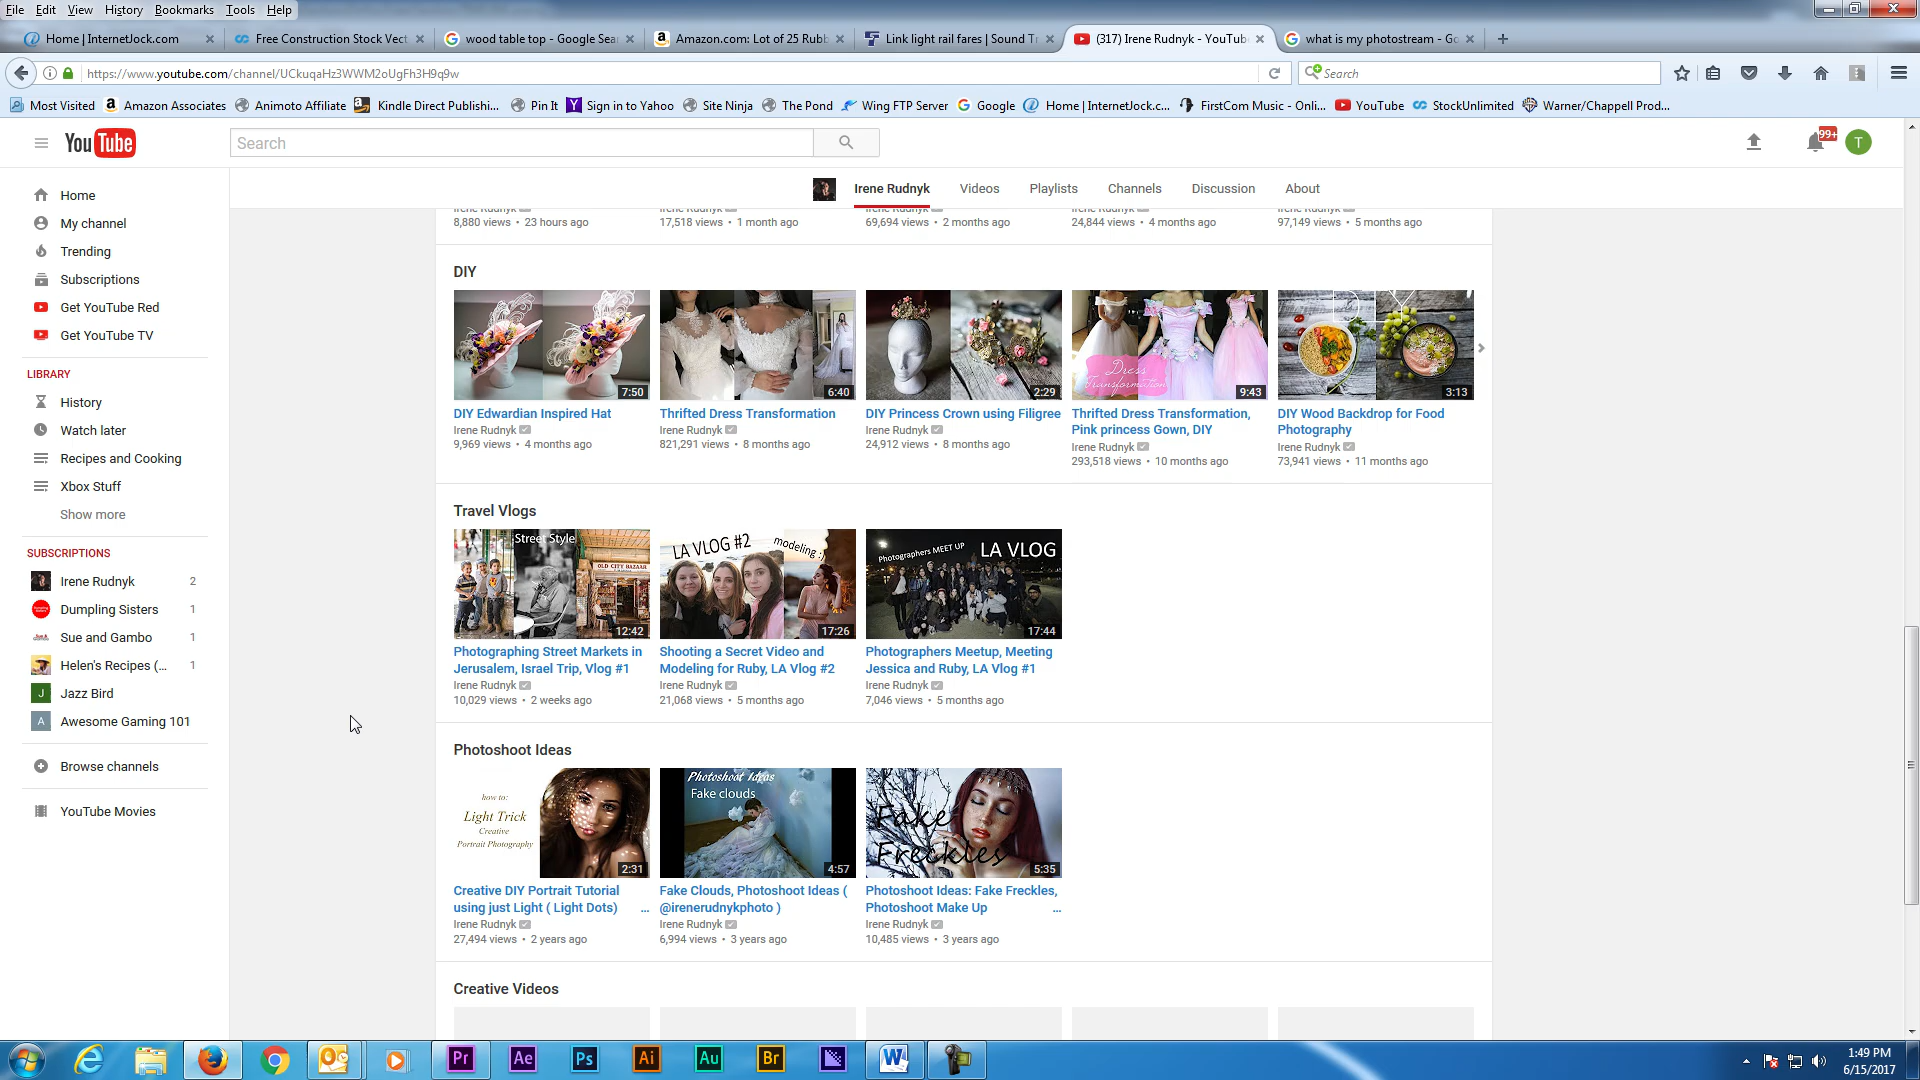 File Edit View History Bookmarks Tools Help
Home | InternetJock.com
Free Construction Stock Vect
wood table top - Google Sea
Amazon.com: Lot of 25 Rubb
Link light rail fares | Sound T
(317) Irene Rudnyk - YouTub
what is my photostream - Go
https://www.youtube.com/channel/UCkuqaHz3WWM2oUgFh3H9q9w
Search
Most Visited Amazon Associates Animoto Affiliate Kindle Direct Publishi... Pin It Sign in to Yahoo Site Ninja The Pond Wing FTP Server Google Home | InternetJock.c... FirstCom Music - Onli... YouTube StockUnlimited Warner/Chappell Prod...
YouTube
Search
99+
T
Home
My channel
Trending
Subscriptions
Get YouTube Red
Get YouTube TV
LIBRARY
History
Watch later
Recipes and Cooking
Xbox Stuff
Show more
SUBSCRIPTIONS
Irene Rudnyk 2
Dumpling Sisters 1
Sue and Gambo 1
Helen's Recipes (... 1
J Jazz Bird
A Awesome Gaming 101
Browse channels
YouTube Movies
Irene Rudnyk Videos Playlists Channels Discussion About
Irene Rudnyk Irene Rudnyk Irene Rudnyk Irene Rudnyk Irene Rudnyk
8,880 views • 23 hours ago
17,518 views • 1 month ago
69,694 views • 2 months ago
24,844 views • 4 months ago
97,149 views • 5 months ago
DIY
7:50
DIY Edwardian Inspired Hat
Irene Rudnyk
9,969 views • 4 months ago
6:40
Thrifted Dress Transformation
Irene Rudnyk
821,291 views • 8 months ago
2:29
DIY Princess Crown using Filigree
Irene Rudnyk
24,912 views • 8 months ago
Dress
Transformation
9:43
Thrifted Dress Transformation,
Pink princess Gown, DIY
Irene Rudnyk
293,518 views • 10 months ago
3:13
DIY Wood Backdrop for Food
Photography
Irene Rudnyk
73,941 views • 11 months ago
Travel Vlogs
Street Style
OLD CITY BAZAAR
12:42
Photographing Street Markets in
Jerusalem, Israel Trip, Vlog #1
Irene Rudnyk
10,029 views • 2 weeks ago
LA VLOG #2
modeling :)
17:26
Shooting a Secret Video and
Modeling for Ruby, LA Vlog #2
Irene Rudnyk
21,068 views • 5 months ago
Photographers MEET UP
LA VLOG
17:44
Photographers Meetup, Meeting
Jessica and Ruby, LA Vlog #1
Irene Rudnyk
7,046 views • 5 months ago
Photoshoot Ideas
how to:
Light Trick
Creative
Portrait Photography
2:31
Creative DIY Portrait Tutorial
using just Light ( Light Dots) ...
Irene Rudnyk
27,494 views • 2 years ago
Photoshoot Ideas
Fake clouds
4:57
Fake Clouds, Photoshoot Ideas (
@irenerudnykphoto )
Irene Rudnyk
6,994 views • 3 years ago
Fake
Freckles
5:35
Photoshoot Ideas: Fake Freckles,
Photoshoot Make Up ...
Irene Rudnyk
10,485 views • 3 years ago
Creative Videos
Pr Ae Ps Ai Au Br
1:49 PM
6/15/2017